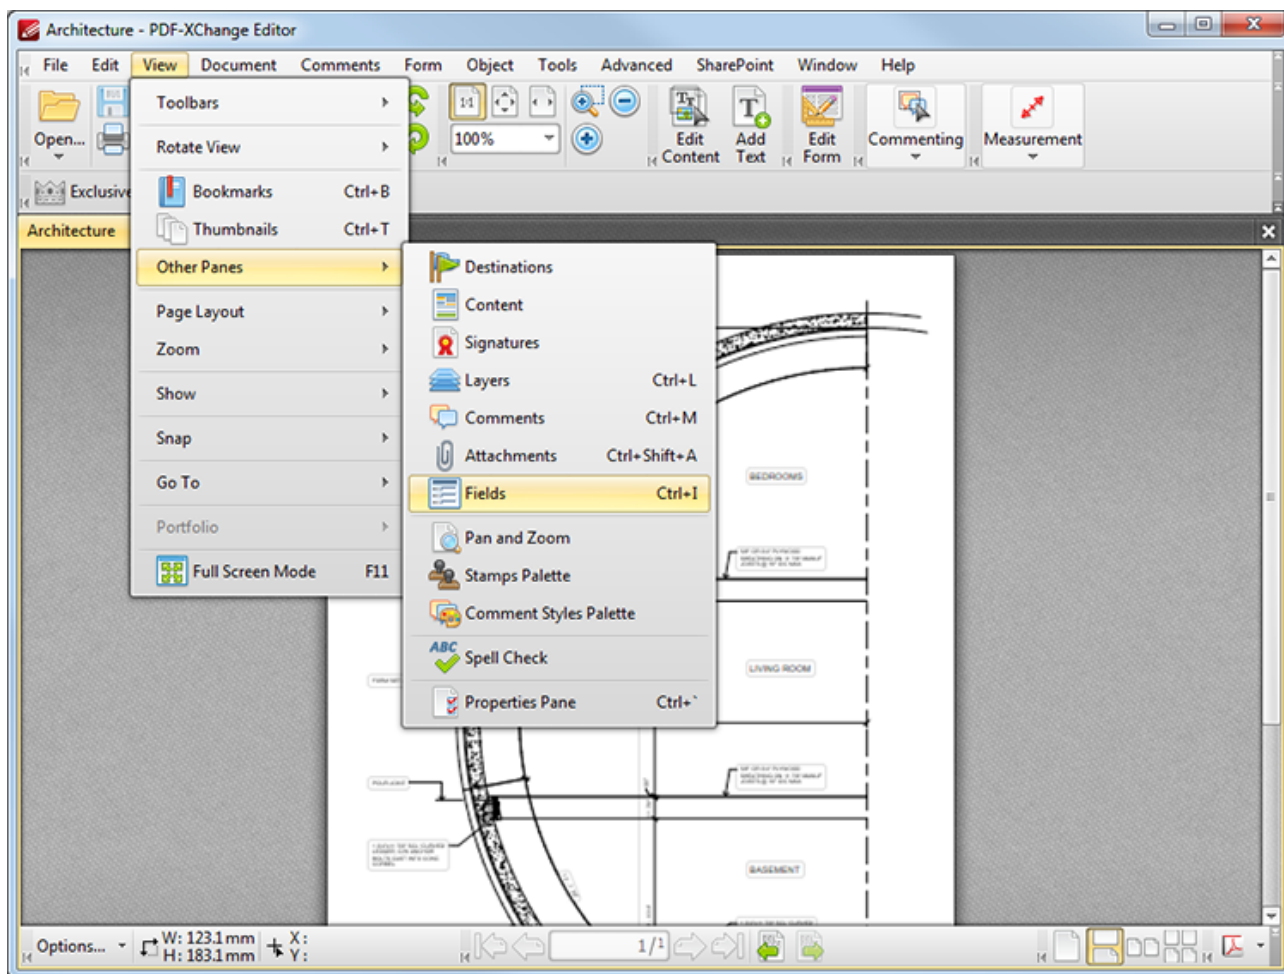 Architecture - PDF-XChange Editor
File Edit View Document Comments Form Object Tools Advanced SharePoint Window Help
Open...
1:1
100%
Edit Content
Add Text
Edit Form
Commenting
Measurement
Exclusive
Architecture
Toolbars
Rotate View
Bookmarks Ctrl+B
Thumbnails Ctrl+T
Other Panes
Page Layout
Zoom
Show
Snap
Go To
Portfolio
Full Screen Mode F11
Destinations
Content
Signatures
Layers Ctrl+L
Comments Ctrl+M
Attachments Ctrl+Shift+A
Fields Ctrl+I
Pan and Zoom
Stamps Palette
Comment Styles Palette
ABC
Spell Check
Properties Pane Ctrl+`
BEDROOMS
LIVING ROOM
BASEMENT
Options...
W: 123.1 mm
H: 183.1 mm
X:
Y:
1/1